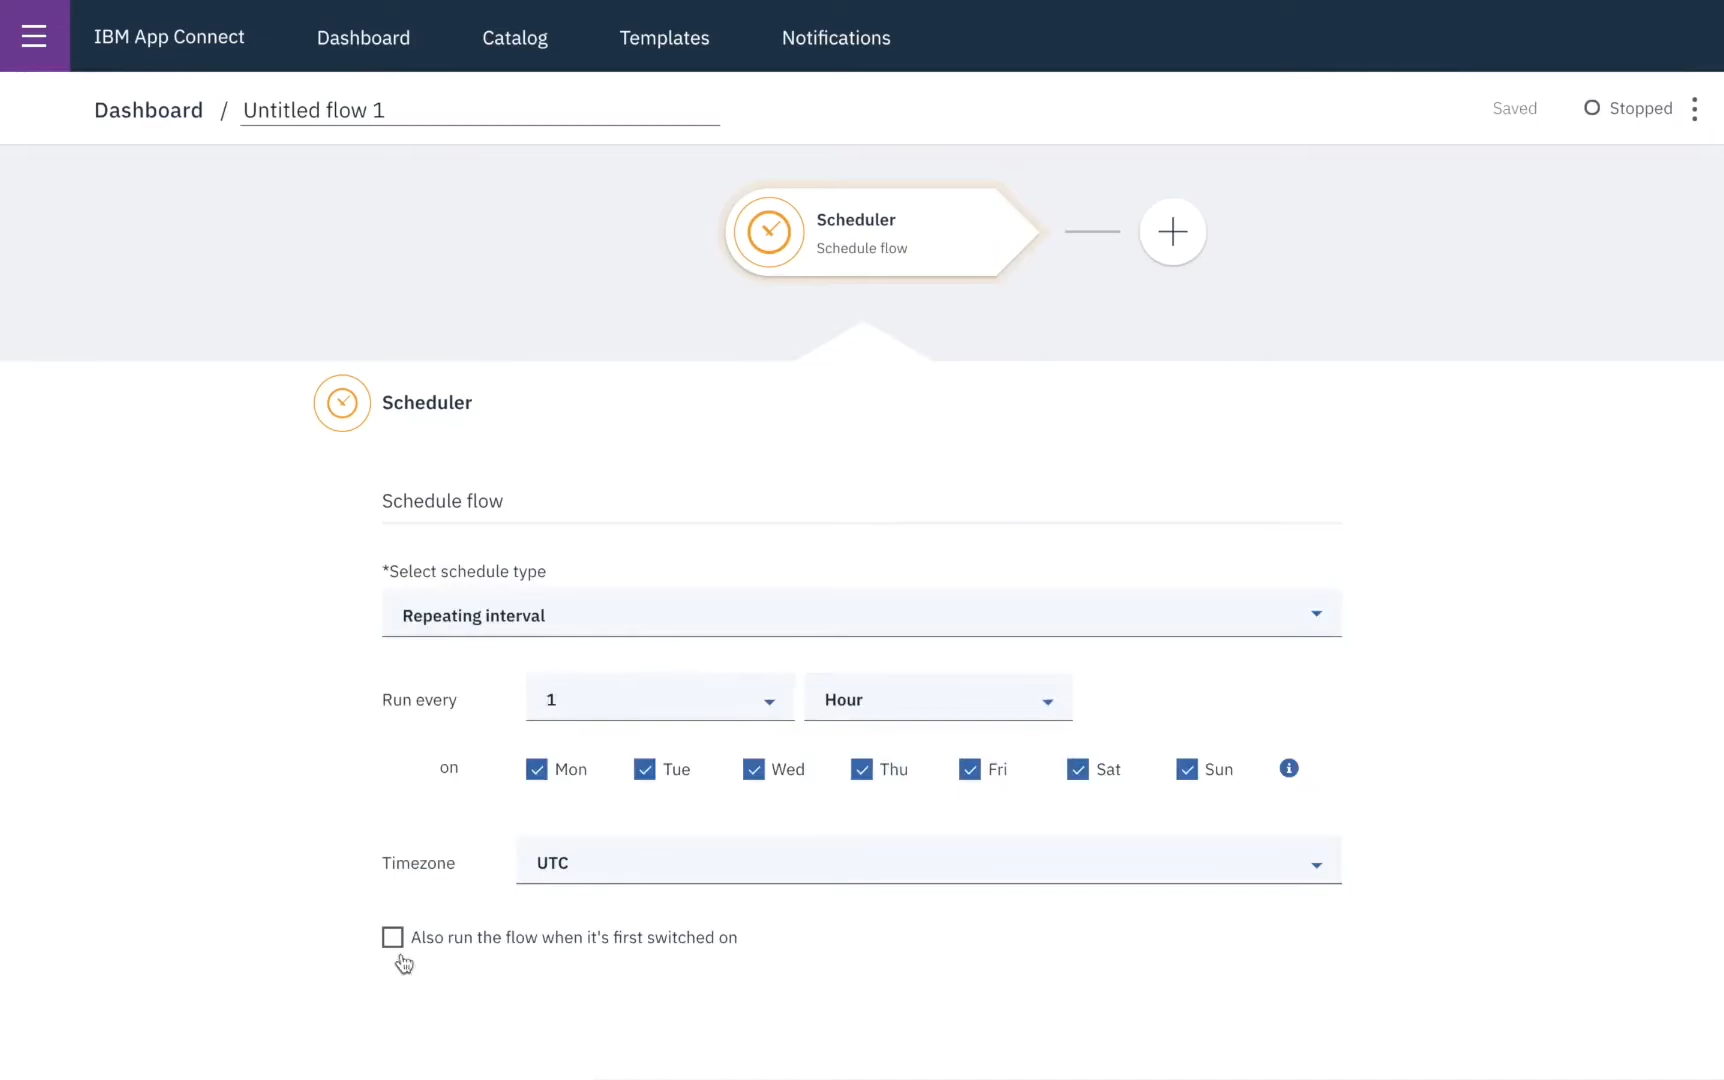 IBM App Connect Dashboard Catalog Templates Notifications
Dashboard / Untitled flow 1 Saved Stopped
Scheduler
Schedule flow
Scheduler
Schedule flow
*Select schedule type
Repeating interval
Run every 1 Hour
on Mon Tue Wed Thu Fri Sat Sun
Timezone UTC
Also run the flow when it's first switched on